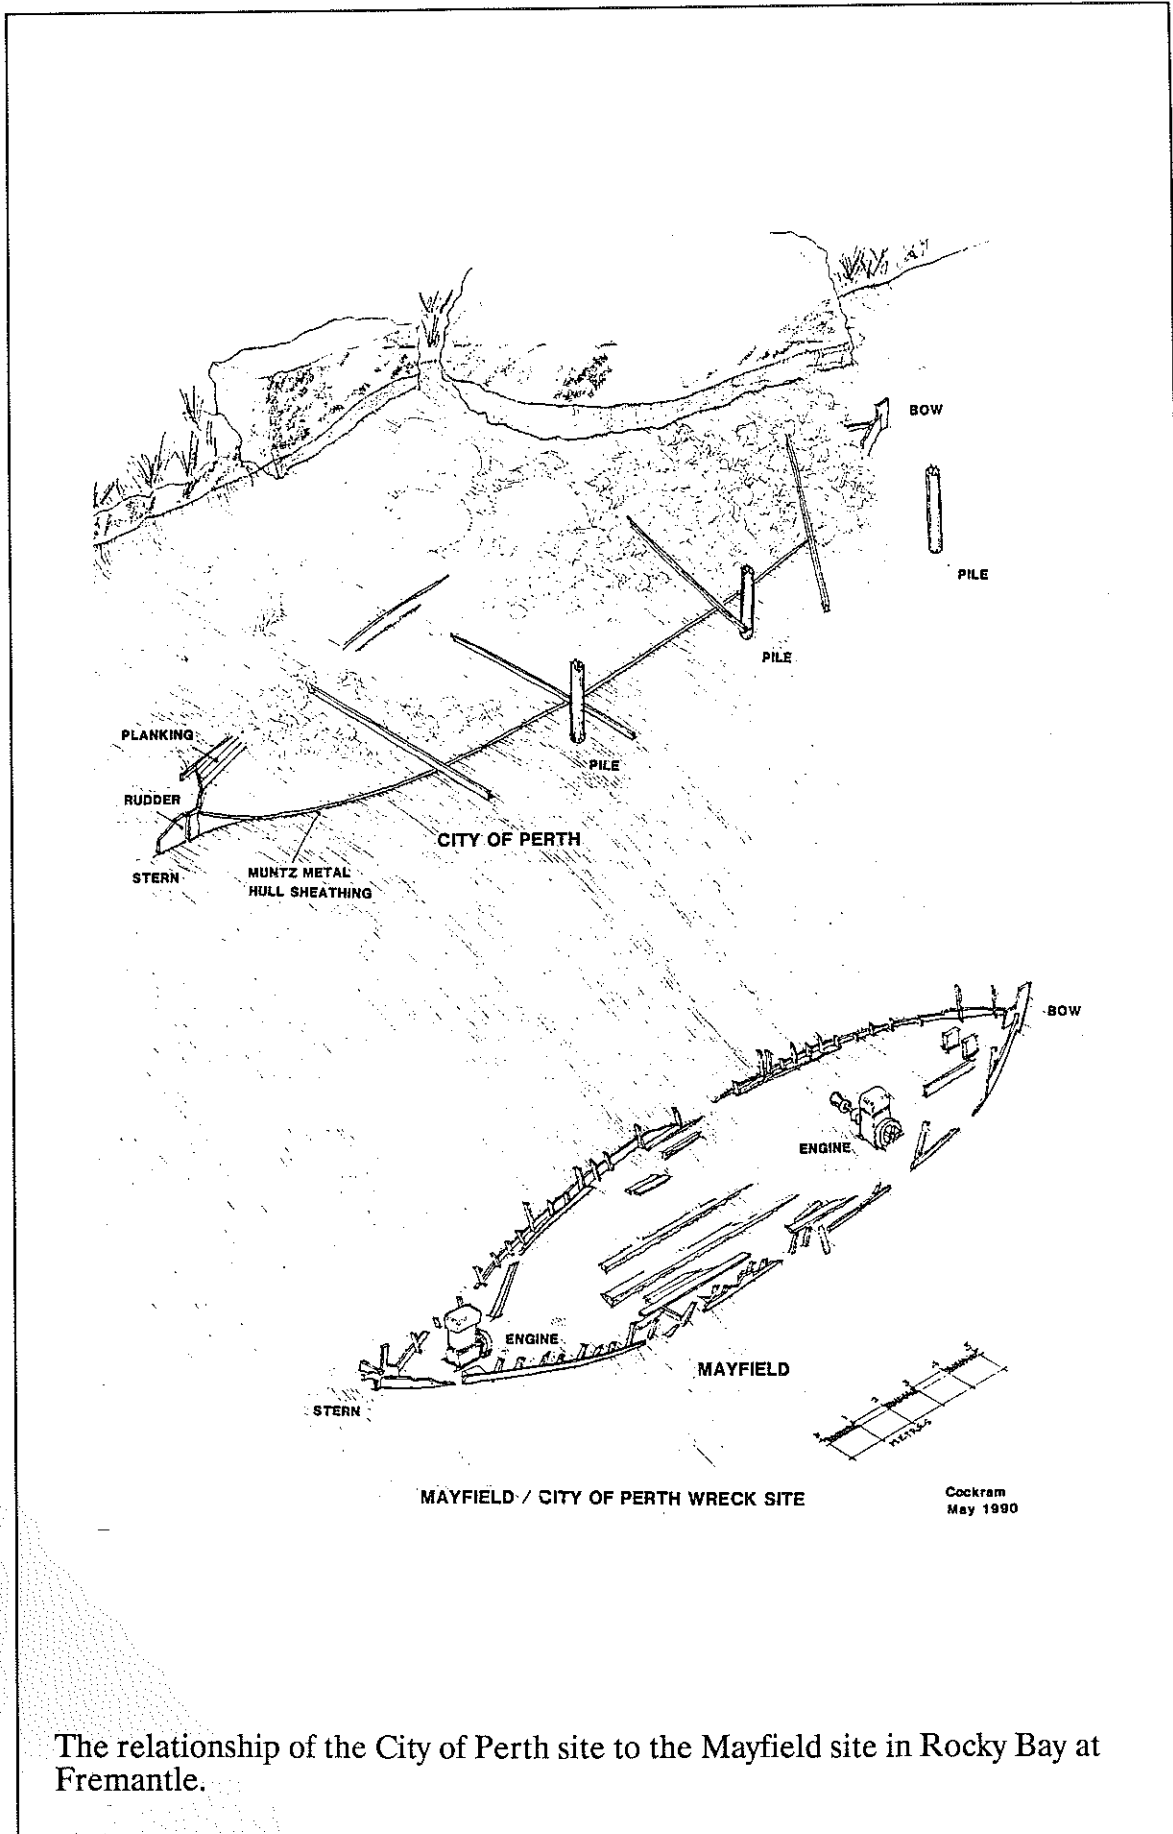 BOW
PILE
PILE
PILE
PLANKING
RUDDER
CITY OF PERTH
STERN
MUNTZ METAL
HULL SHEATHING
BOW
ENGINE
ENGINE
MAYFIELD
STERN
METRES
MAYFIELD / CITY OF PERTH WRECK SITE
Cockram
May 1990
The relationship of the City of Perth site to the Mayfield site in Rocky Bay at
Fremantle.